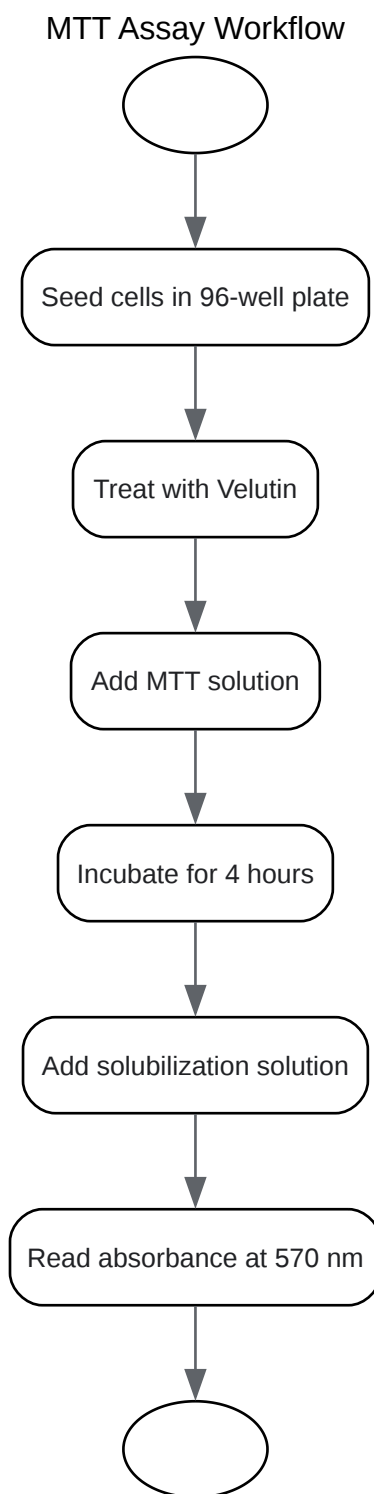 MTT Assay Workflow
Seed cells in 96-well plate
Treat with Velutin
Add MTT solution
Incubate for 4 hours
Add solubilization solution
Read absorbance at 570 nm